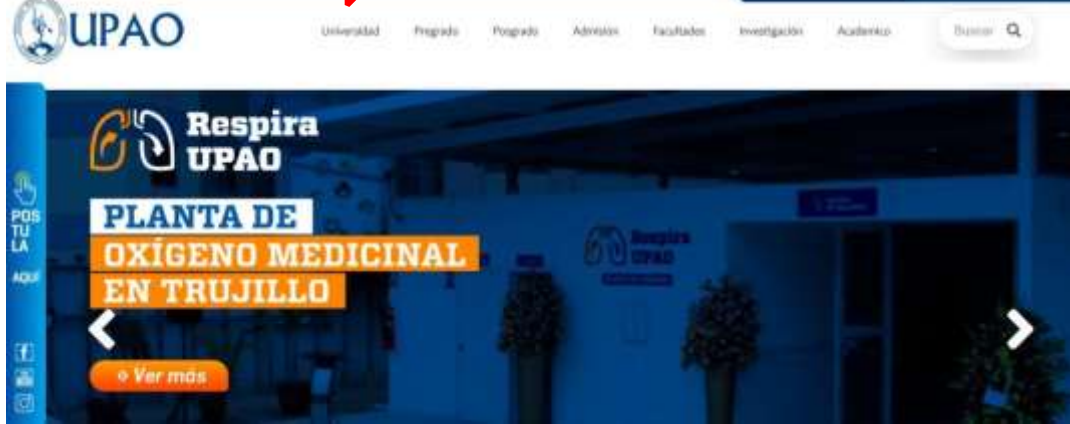 UPAO
Universidad Pregrado Posgrado Admisión Facultades Investigación Académico Buscar
Respira
UPAO
PLANTA DE
OXÍGENO MEDICINAL
EN TRUJILLO
Ver más
POS
TU
LA
AQUÍ
Respira
UPAO